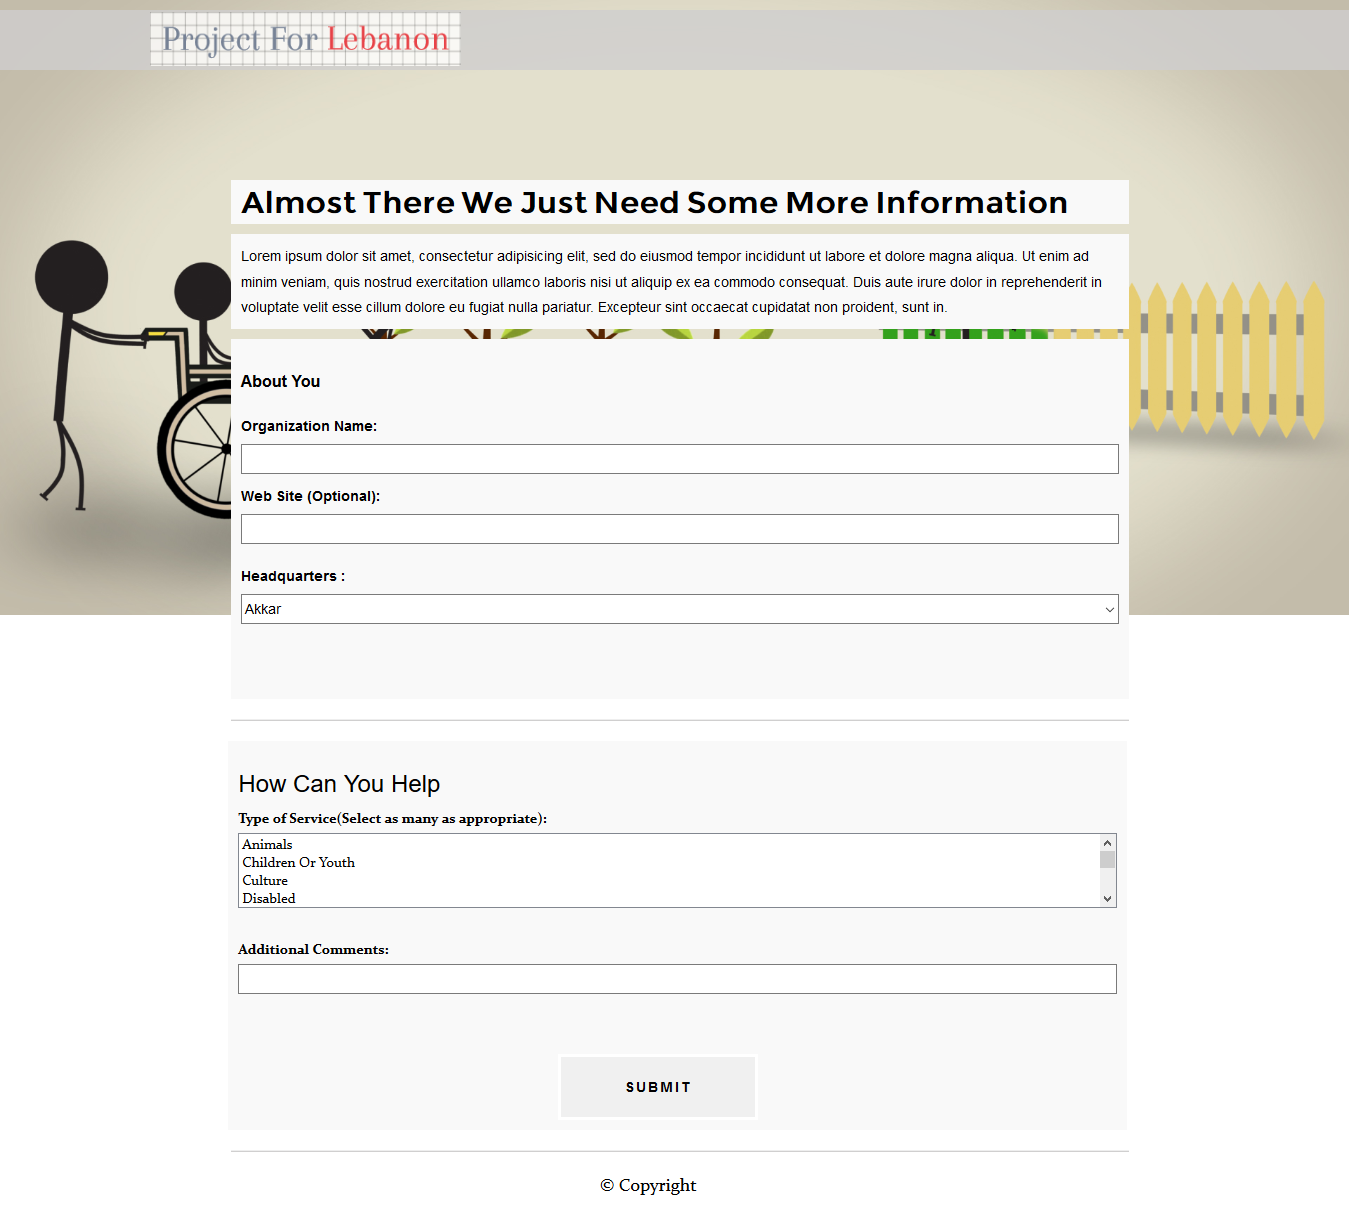 Project For Lebanon
Almost There We Just Need Some More Information
Lorem ipsum dolor sit amet, consectetur adipisicing elit, sed do eiusmod tempor incididunt ut labore et dolore magna aliqua. Ut enim ad
minim veniam, quis nostrud exercitation ullamco laboris nisi ut aliquip ex ea commodo consequat. Duis aute irure dolor in reprehenderit in
voluptate velit esse cillum dolore eu fugiat nulla pariatur. Excepteur sint occaecat cupidatat non proident, sunt in.
About You
Organization Name:
Web Site (Optional):
Headquarters :
Akkar
How Can You Help
Type of Service(Select as many as appropriate):
Animals
Children Or Youth
Culture
Disabled
Additional Comments:
SUBMIT
© Copyright